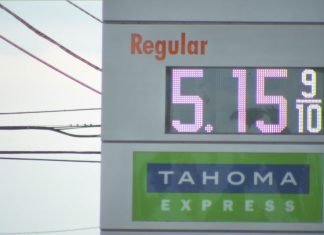 Regular
5.15 9/10
TAHOMA
EXPRESS